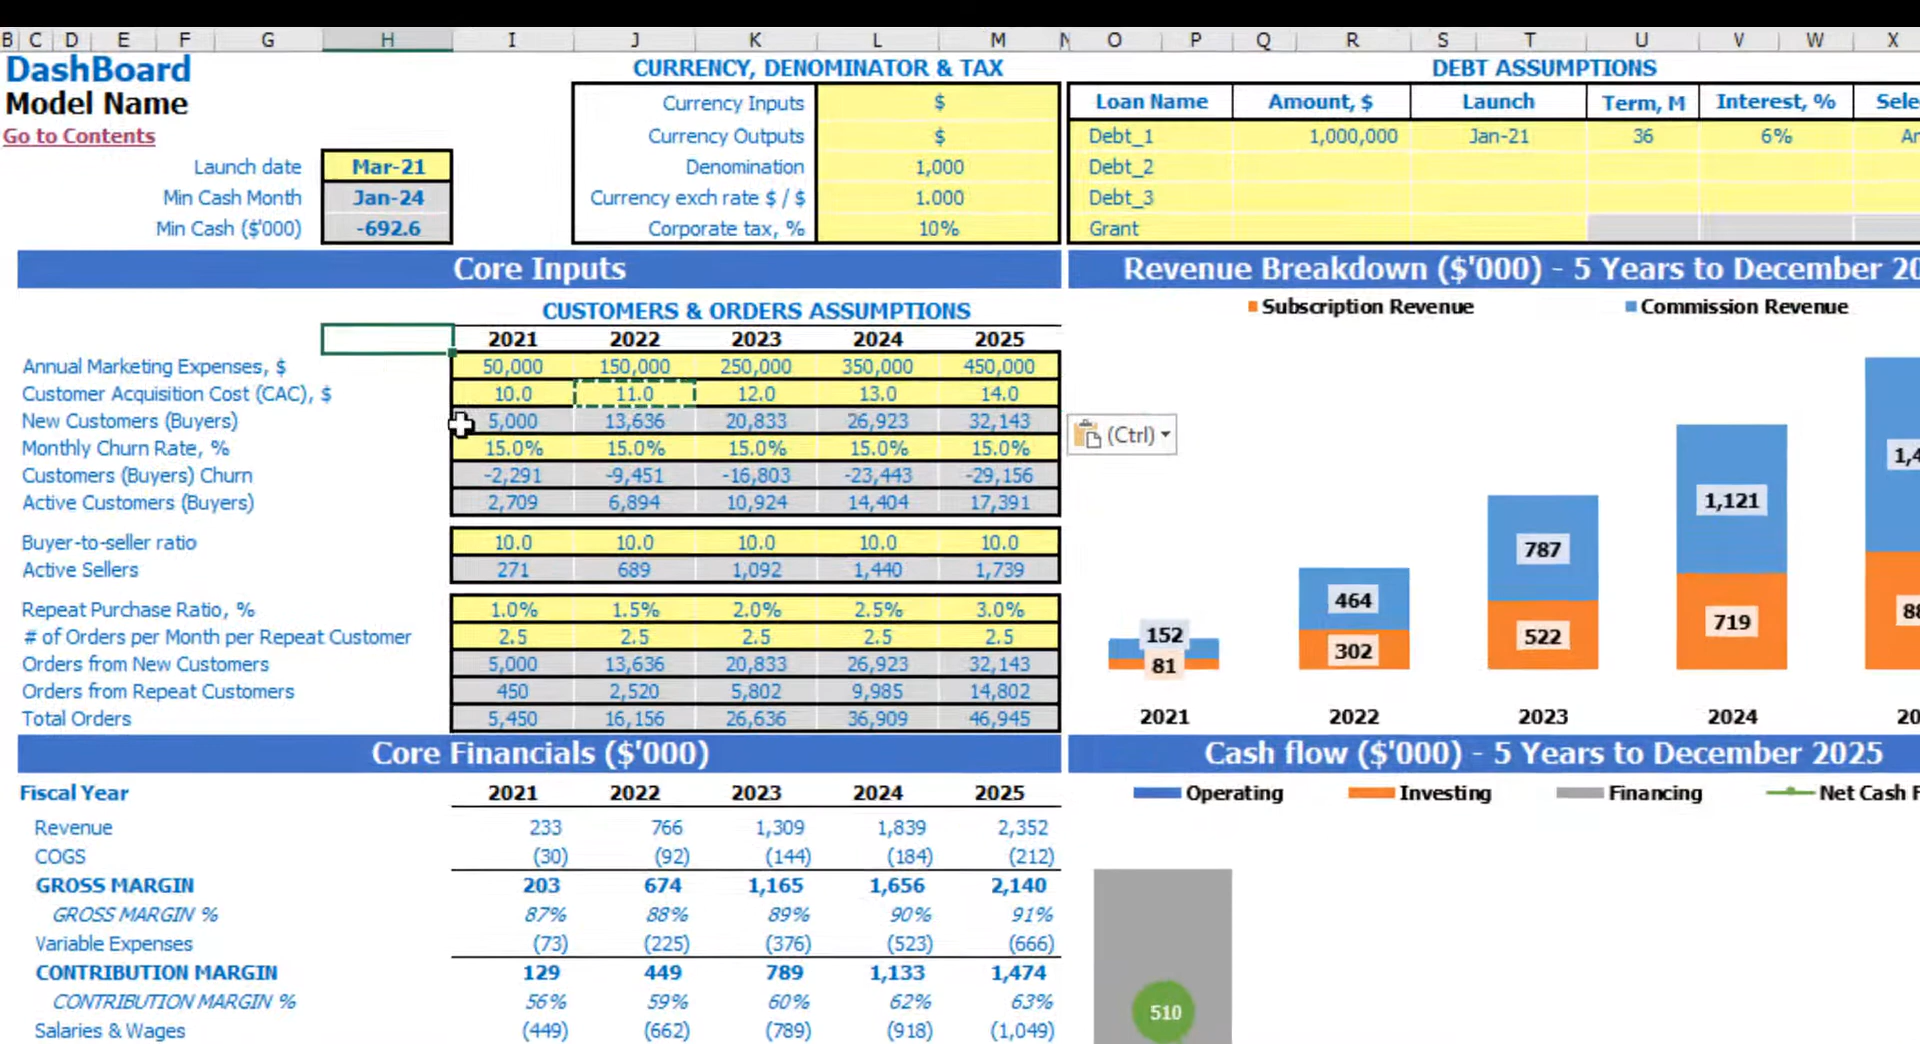 B C D E F G H I J K L M N O P Q R S T U V W X
DashBoard
Model Name
Go to Contents
Launch date Mar-21
Min Cash Month Jan-24
Min Cash ($'000) -692.6
CURRENCY, DENOMINATOR & TAX
Currency Inputs $
Currency Outputs $
Denomination 1,000
Currency exch rate $ / $ 1.000
Corporate tax, % 10%
DEBT ASSUMPTIONS
Loan Name Amount, $ Launch Term, M Interest, % Sele
Debt_1 1,000,000 Jan-21 36 6% An
Debt_2
Debt_3
Grant
Core Inputs
CUSTOMERS & ORDERS ASSUMPTIONS
2021 2022 2023 2024 2025
Annual Marketing Expenses, $ 50,000 150,000 250,000 350,000 450,000
Customer Acquisition Cost (CAC), $ 10.0 11.0 12.0 13.0 14.0
New Customers (Buyers) 5,000 13,636 20,833 26,923 32,143
Monthly Churn Rate, % 15.0% 15.0% 15.0% 15.0% 15.0%
Customers (Buyers) Churn -2,291 -9,451 -16,803 -23,443 -29,156
Active Customers (Buyers) 2,709 6,894 10,924 14,404 17,391
Buyer-to-seller ratio 10.0 10.0 10.0 10.0 10.0
Active Sellers 271 689 1,092 1,440 1,739
Repeat Purchase Ratio, % 1.0% 1.5% 2.0% 2.5% 3.0%
# of Orders per Month per Repeat Customer 2.5 2.5 2.5 2.5 2.5
Orders from New Customers 5,000 13,636 20,833 26,923 32,143
Orders from Repeat Customers 450 2,520 5,802 9,985 14,802
Total Orders 5,450 16,156 26,636 36,909 46,945
Revenue Breakdown ($'000) - 5 Years to December 20
Subscription Revenue Commission Revenue
(Ctrl)
152 464 787 1,121 1,4
81 302 522 719 88
2021 2022 2023 2024 20
Core Financials ($'000)
Fiscal Year 2021 2022 2023 2024 2025
Revenue 233 766 1,309 1,839 2,352
COGS (30) (92) (144) (184) (212)
GROSS MARGIN 203 674 1,165 1,656 2,140
GROSS MARGIN % 87% 88% 89% 90% 91%
Variable Expenses (73) (225) (376) (523) (666)
CONTRIBUTION MARGIN 129 449 789 1,133 1,474
CONTRIBUTION MARGIN % 56% 59% 60% 62% 63%
Salaries & Wages (449) (662) (789) (918) (1,049)
Cash flow ($'000) - 5 Years to December 2025
Operating Investing Financing Net Cash F
510